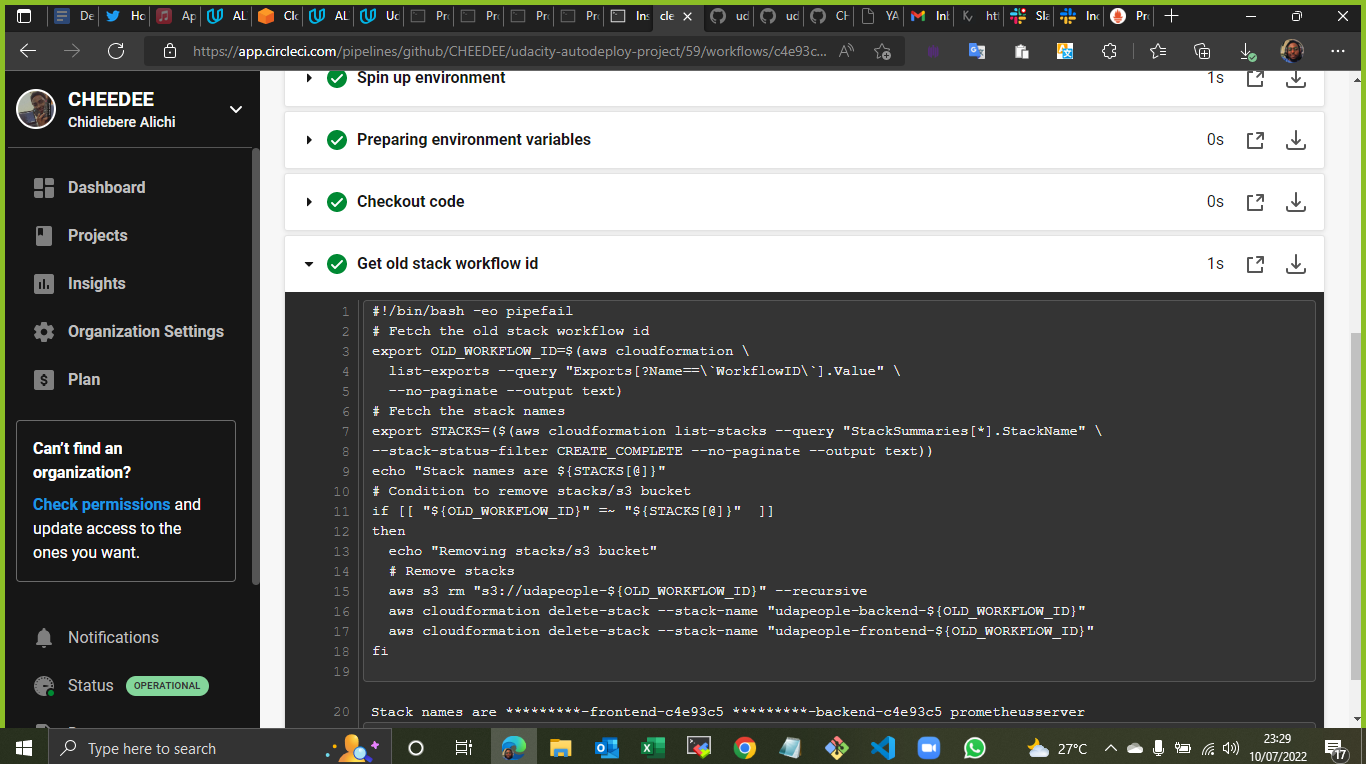 De
Ho
Ap
AL
Clo
AL
Ud
Pro
Pro
Pro
Pro
Ins
cle
ud
ud
CH
YA
Inb
htt
Sla
Inc
Pro
https://app.circleci.com/pipelines/github/CHEEDEE/udacity-autodeploy-project/59/workflows/c4e93c...
CHEEDEE
Chidiebere Alichi
Dashboard
Projects
Insights
Organization Settings
Plan
Can't find an
organization?
Check permissions and
update access to the
ones you want.
Notifications
Status OPERATIONAL
Spin up environment 1s
Preparing environment variables 0s
Checkout code 0s
Get old stack workflow id 1s
1 #!/bin/bash -eo pipefail
2 # Fetch the old stack workflow id
3 export OLD_WORKFLOW_ID=$(aws cloudformation \
4 list-exports --query "Exports[?Name==\`WorkflowID\`].Value" \
5 --no-paginate --output text)
6 # Fetch the stack names
7 export STACKS=($(aws cloudformation list-stacks --query "StackSummaries[*].StackName" \
8 --stack-status-filter CREATE_COMPLETE --no-paginate --output text))
9 echo "Stack names are ${STACKS[@]}"
10 # Condition to remove stacks/s3 bucket
11 if [[ "${OLD_WORKFLOW_ID}" =~ "${STACKS[@]}"  ]]
12 then
13 echo "Removing stacks/s3 bucket"
14 # Remove stacks
15 aws s3 rm "s3://udapeople-${OLD_WORKFLOW_ID}" --recursive
16 aws cloudformation delete-stack --stack-name "udapeople-backend-${OLD_WORKFLOW_ID}"
17 aws cloudformation delete-stack --stack-name "udapeople-frontend-${OLD_WORKFLOW_ID}"
18 fi
19
20 Stack names are *********-frontend-c4e93c5 *********-backend-c4e93c5 prometheusserver
Type here to search
27°C
23:29
10/07/2022
17